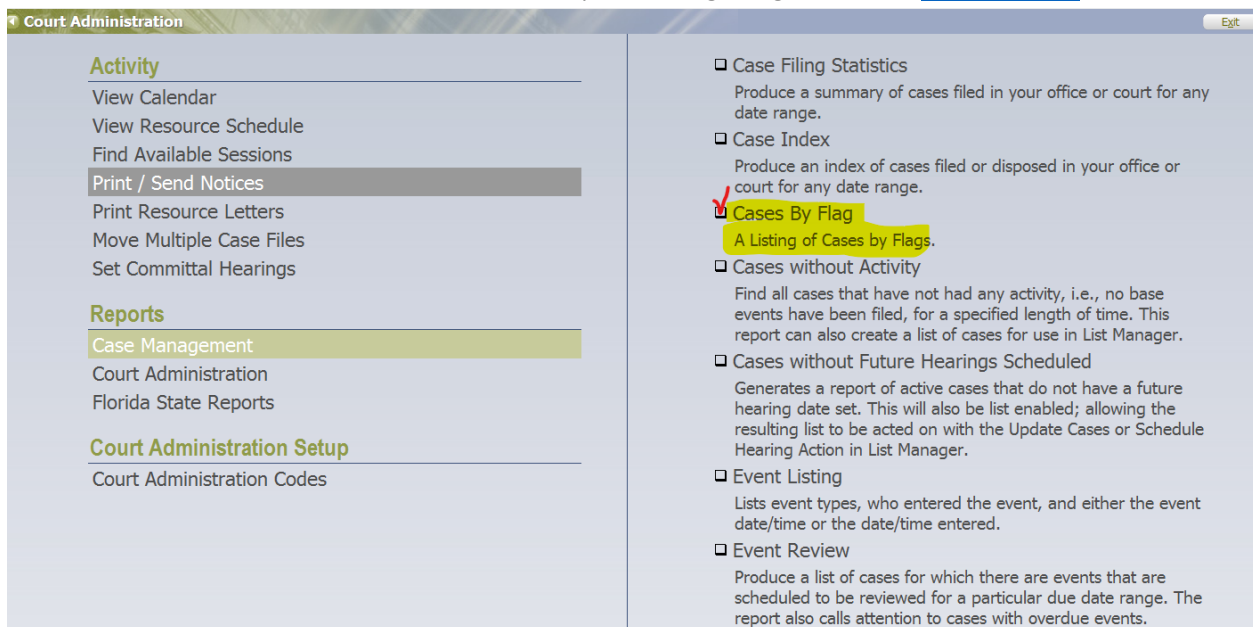 Court Administration
Exit
Activity
View Calendar
View Resource Schedule
Find Available Sessions
Print / Send Notices
Print Resource Letters
Move Multiple Case Files
Set Committal Hearings
Reports
Case Management
Court Administration
Florida State Reports
Court Administration Setup
Court Administration Codes
Case Filing Statistics
Produce a summary of cases filed in your office or court for any
date range.
Case Index
Produce an index of cases filed or disposed in your office or
court for any date range.
Cases By Flag
A Listing of Cases by Flags.
Cases without Activity
Find all cases that have not had any activity, i.e., no base
events have been filed, for a specified length of time. This
report can also create a list of cases for use in List Manager.
Cases without Future Hearings Scheduled
Generates a report of active cases that do not have a future
hearing date set. This will also be list enabled; allowing the
resulting list to be acted on with the Update Cases or Schedule
Hearing Action in List Manager.
Event Listing
Lists event types, who entered the event, and either the event
date/time or the date/time entered.
Event Review
Produce a list of cases for which there are events that are
scheduled to be reviewed for a particular due date range. The
report also calls attention to cases with overdue events.